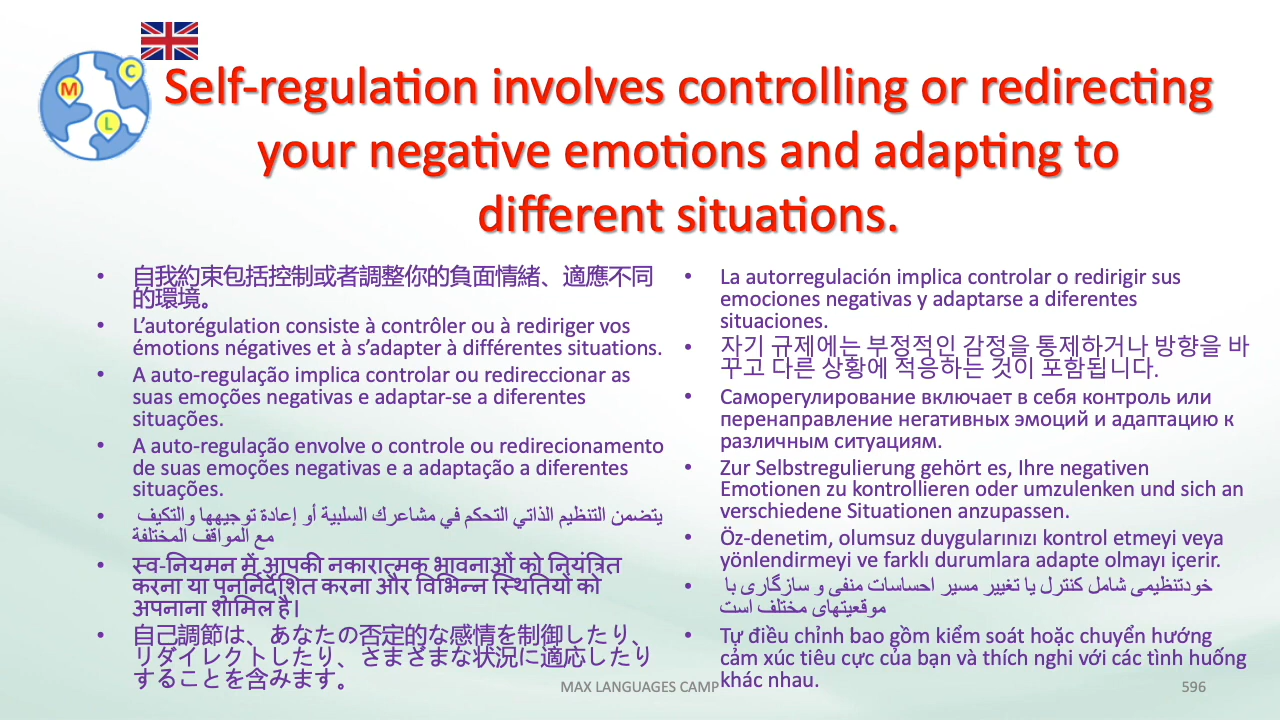 M
C
L
Self-regulation involves controlling or redirecting
your negative emotions and adapting to
different situations.
• 自我約束包括控制或者調整你的負面情緒、適應不同
的環境。
• L’autorégulation consiste à contrôler ou à rediriger vos
émotions négatives et à s’adapter à différentes situations.
• A auto-regulação implica controlar ou redireccionar as
suas emoções negativas e adaptar-se a diferentes
situações.
• A auto-regulação envolve o controle ou redirecionamento
de suas emoções negativas e a adaptação a diferentes
situações.
• يتضمن التنظيم الذاتي التحكم في مشاعرك السلبية أو إعادة توجيهها والتكيف
مع المواقف المختلفة
• स्व-नियमन में आपकी नकारात्मक भावनाओं को नियंत्रित
करना या पुनर्निर्देशित करना और विभिन्न स्थितियों को
अपनाना शामिल है।
• 自己調節は、あなたの否定的な感情を制御したり、
リダイレクトしたり、さまざまな状況に適応したり
することを含みます。
• La autorregulación implica controlar o redirigir sus
emociones negativas y adaptarse a diferentes
situaciones.
• 자기 규제에는 부정적인 감정을 통제하거나 방향을 바
꾸고 다른 상황에 적응하는 것이 포함됩니다.
• Саморегулирование включает в себя контроль или
перенаправление негативных эмоций и адаптацию к
различным ситуациям.
• Zur Selbstregulierung gehört es, Ihre negativen
Emotionen zu kontrollieren oder umzulenken und sich an
verschiedene Situationen anzupassen.
• Öz-denetim, olumsuz duygularınızı kontrol etmeyi veya
yönlendirmeyi ve farklı durumlara adapte olmayı içerir.
• خودتنظیمی شامل کنترل یا تغییر مسیر احساسات منفی و سازگاری با
موقعیتهای مختلف است
• Tự điều chỉnh bao gồm kiểm soát hoặc chuyển hướng
cảm xúc tiêu cực của bạn và thích nghi với các tình huống
khác nhau.
MAX LANGUAGES CAMP
596